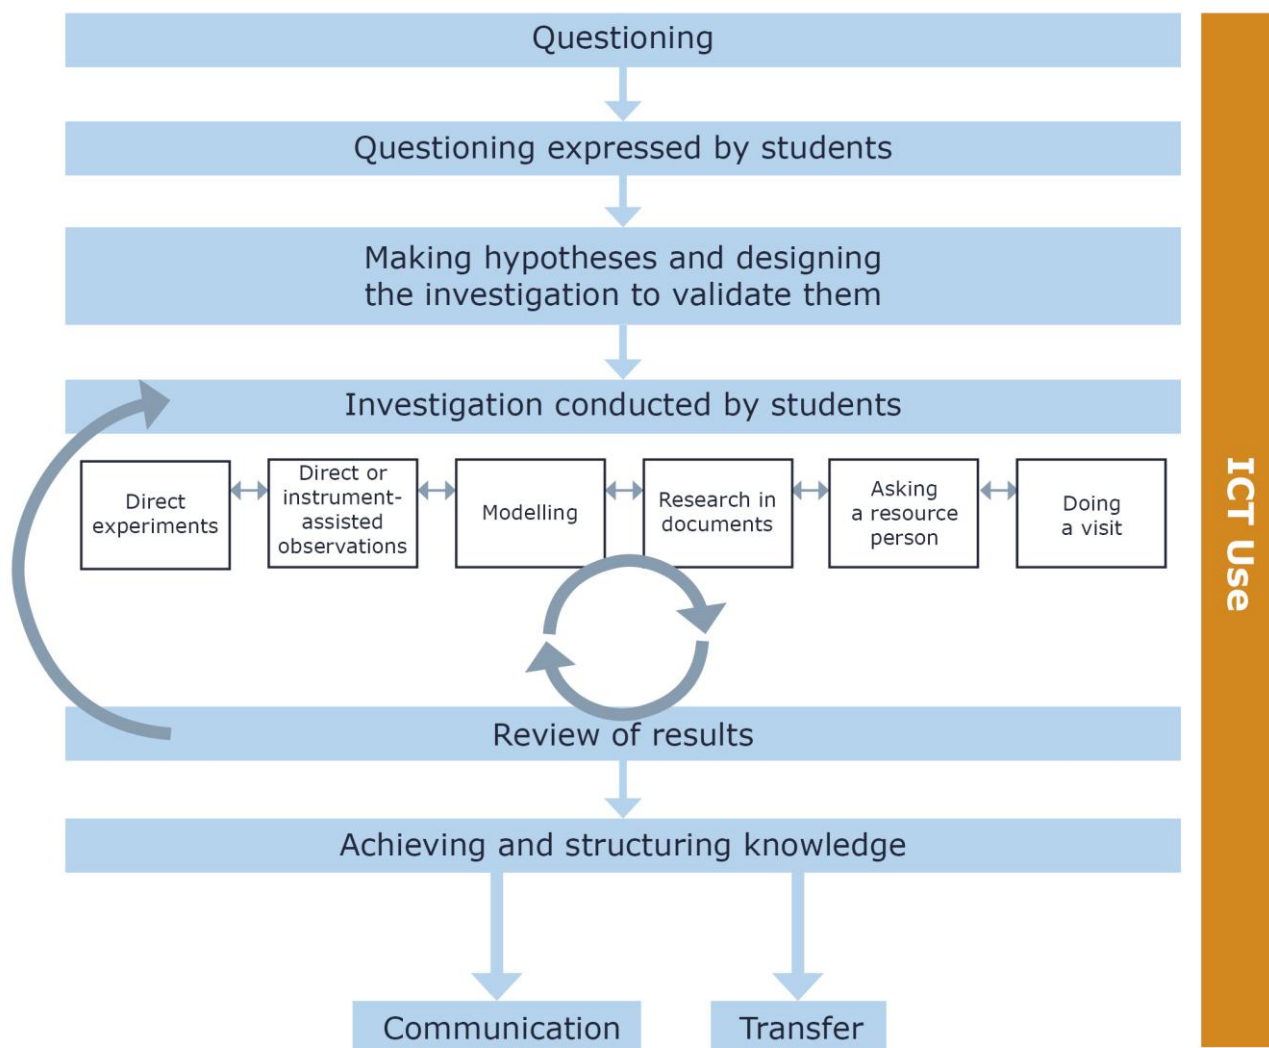 Questioning
Questioning expressed by students
Making hypotheses and designing
the investigation to validate them
Investigation conducted by students
Direct
experiments
Direct or
instrument-
assisted
observations
Modelling
Research in
documents
Asking
a resource
person
Doing
a visit
Review of results
Achieving and structuring knowledge
Communication
Transfer
ICT Use